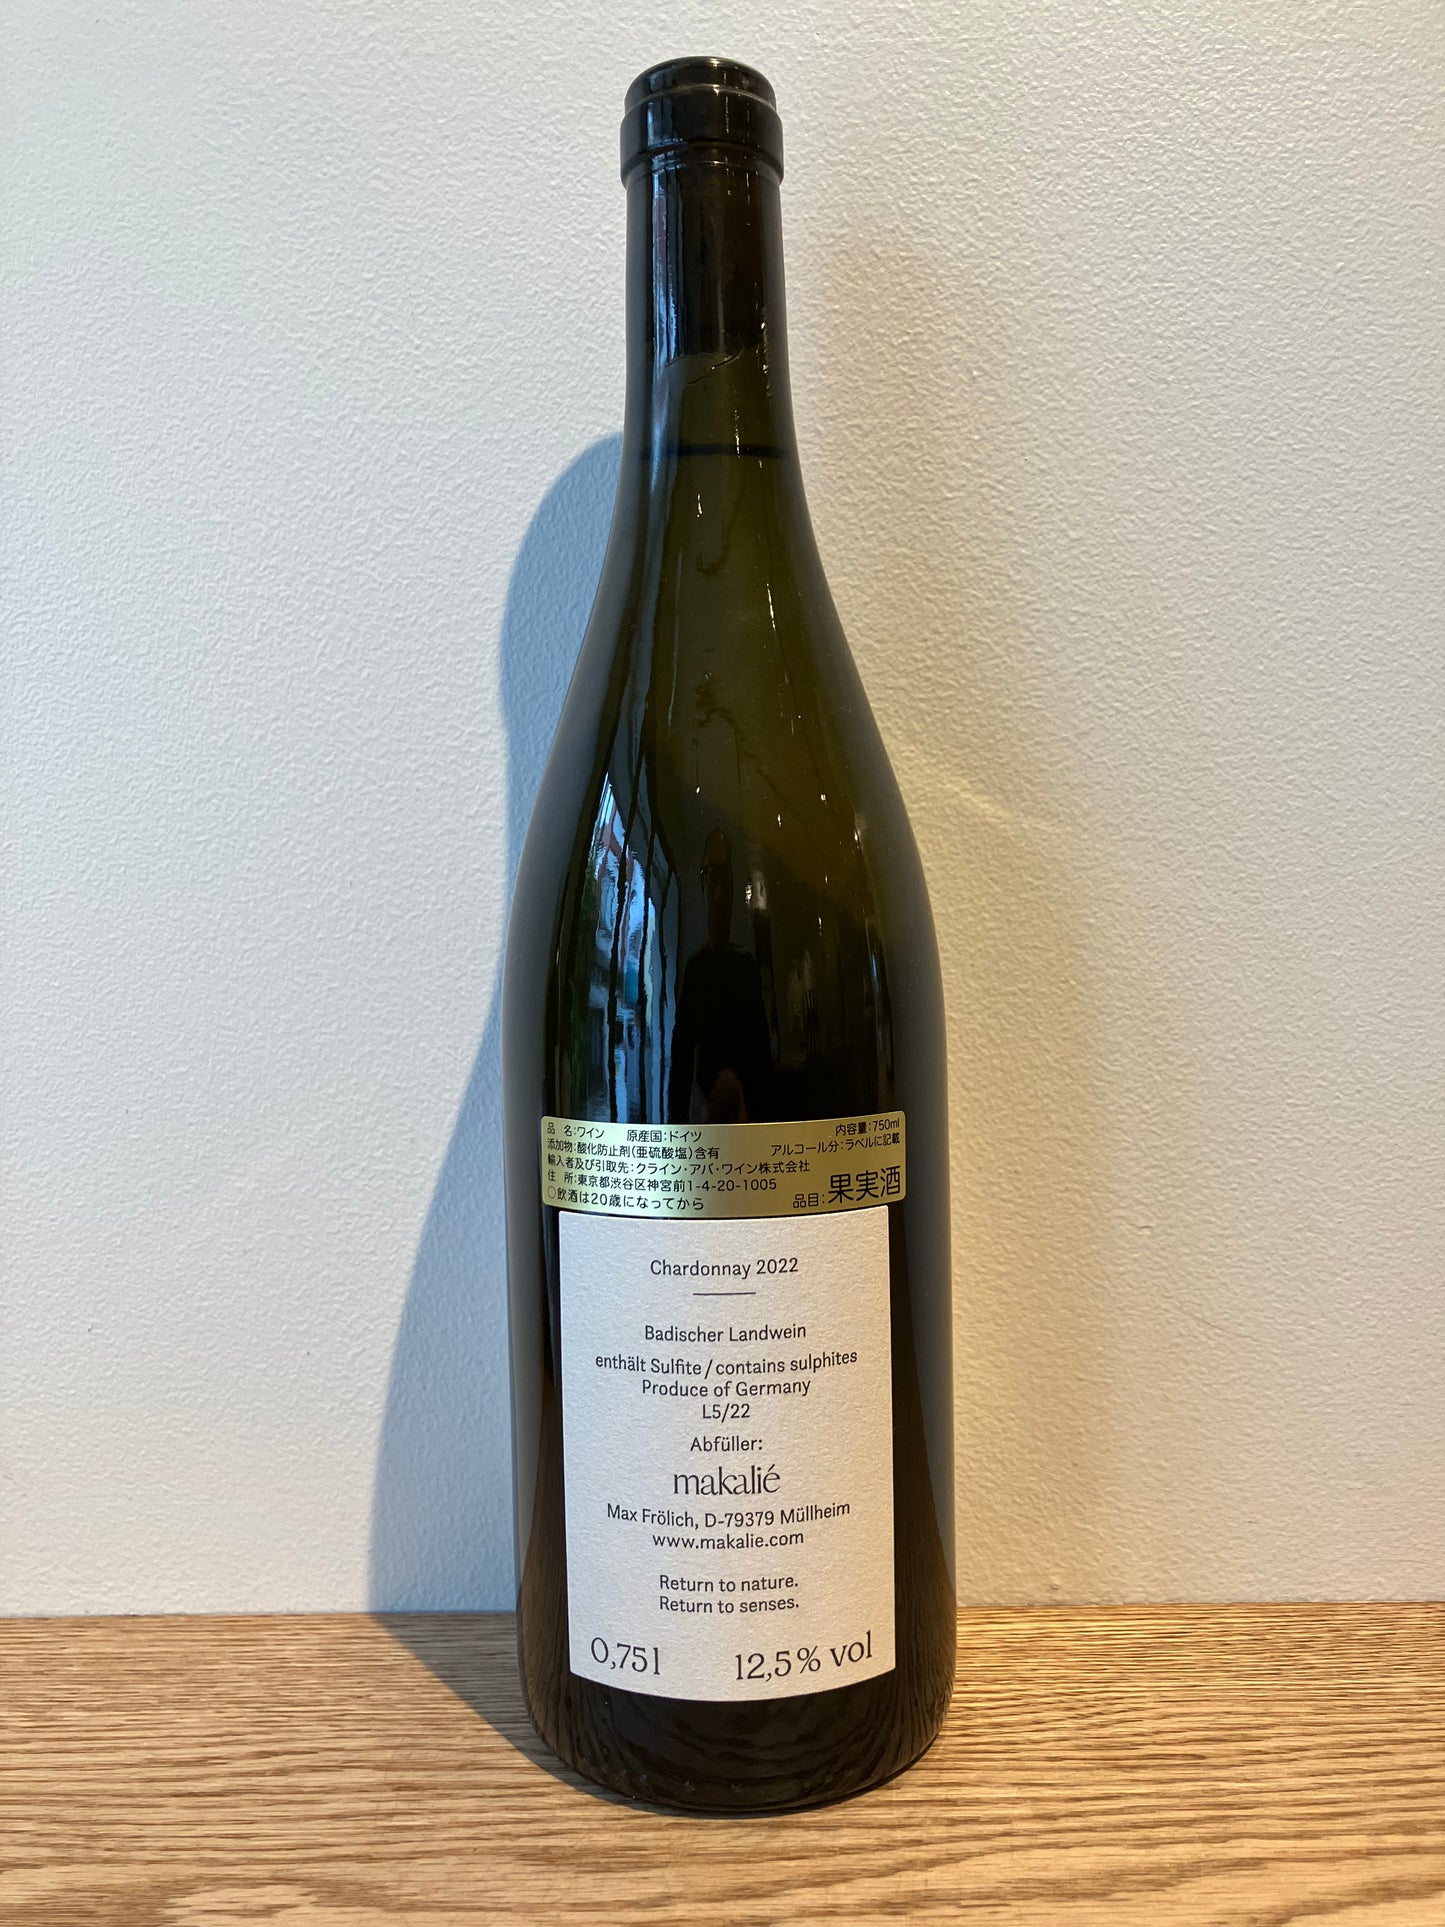 品　名:ワイン　原産国:ドイツ　内容量:750ml
添加物:酸化防止剤(亜硫酸塩)含有　アルコール分:ラベルに記載
輸入者及び引取先:クライン・アバ・ワイン株式会社
住　所:東京都渋谷区神宮前1-4-20-1005
○飲酒は20歳になってから　品目:果実酒
Chardonnay 2022
Badischer Landwein
enthält Sulfite / contains sulphites
Produce of Germany
L5/22
Abfüller:
makalié
Max Frölich, D-79379 Müllheim
www.makalie.com
Return to nature.
Return to senses.
0,75l　12,5% vol